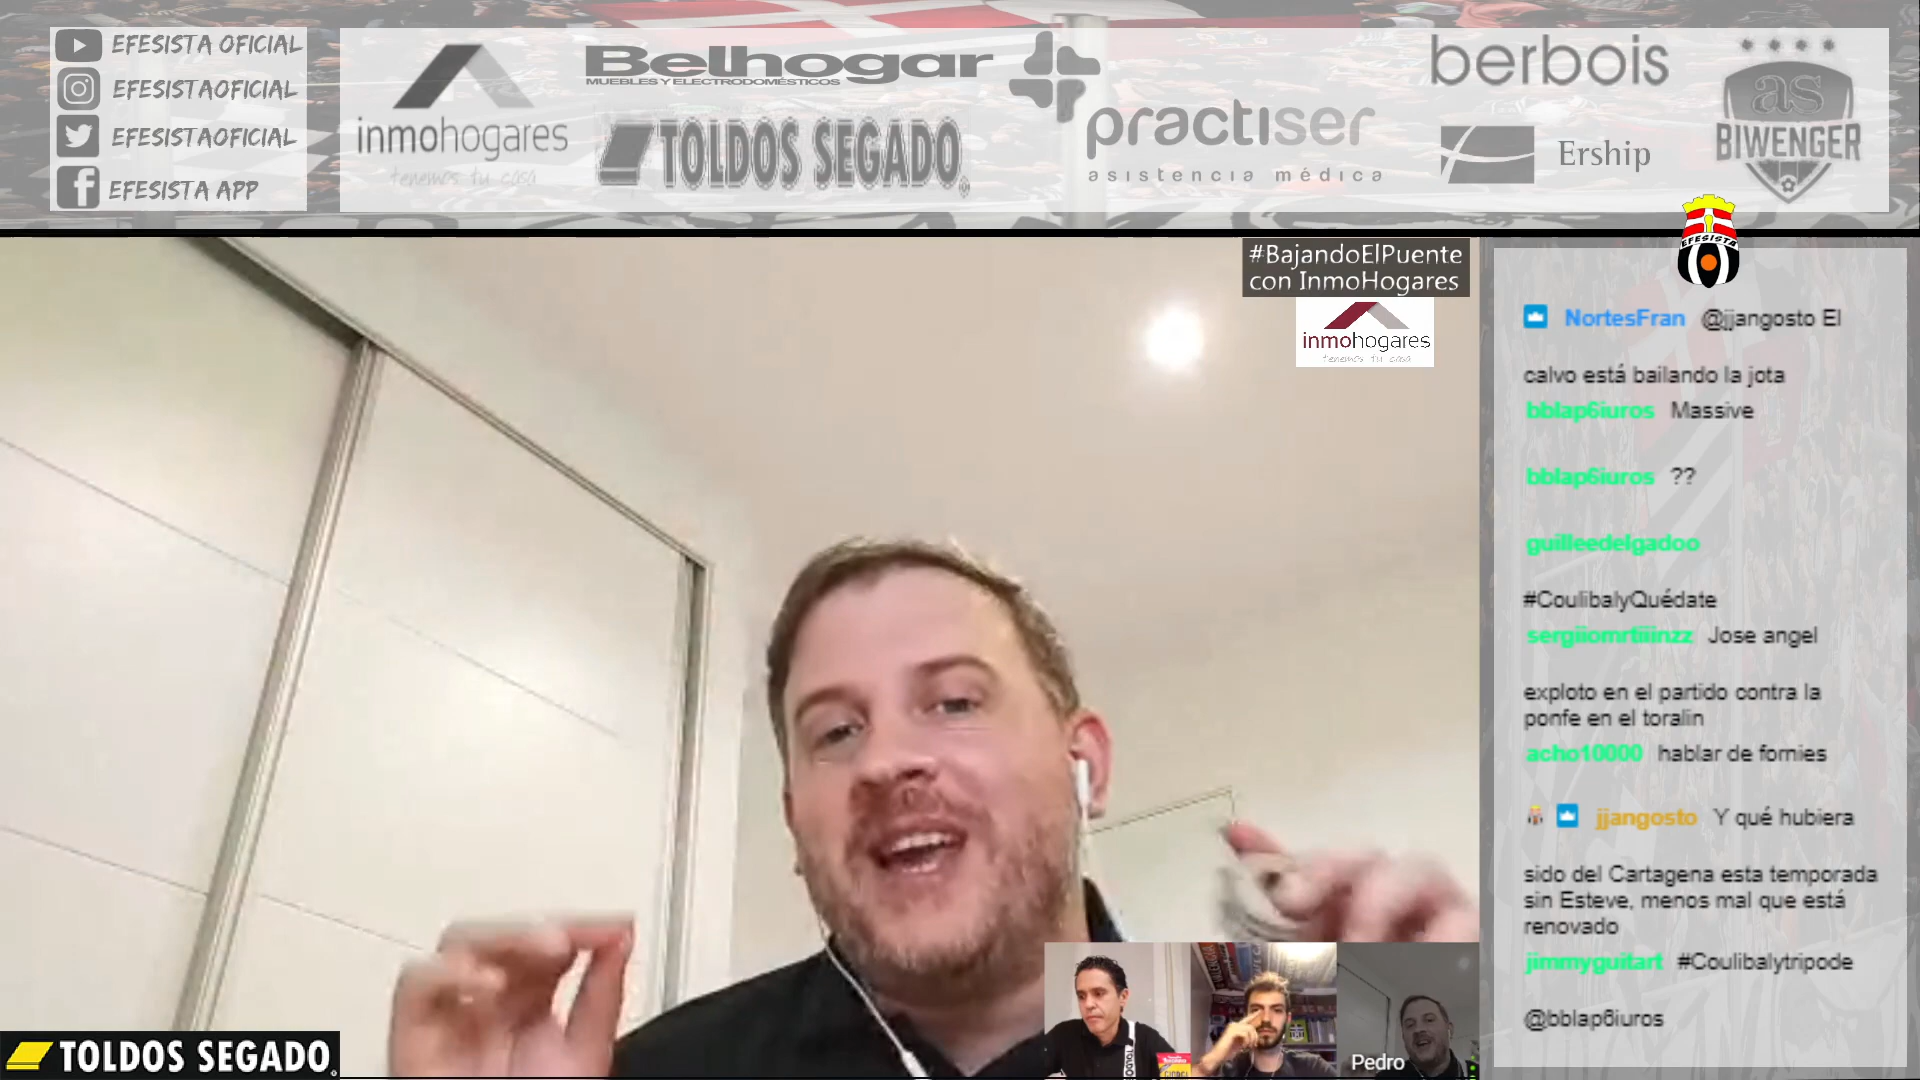 EFESISTA OFICIAL
EFESISTAOFICIAL
EFESISTAOFICIAL
EFESISTA APP
inmohogares
tenemos tu casa
Belhogar
MUEBLES Y ELECTRODOMÉSTICOS
TOLDOS SEGADO
practiser
asistencia médica
berbois
Ership
as
BIWENGER
EFESISTA
#BajandoElPuente
con InmoHogares
inmohogares
tenemos tu casa
NortesFran @jjangosto El
calvo está bailando la jota
bblap6iuros Massive
bblap6iuros ??
guilleedelgadoo
#CoulibalyQuédate
sergiiomrtiiinzz Jose angel
exploto en el partido contra la
ponfe en el toralin
acho10000 hablar de fornies
jjangosto Y qué hubiera
sido del Cartagena esta temporada
sin Esteve, menos mal que está
renovado
jimmyguitart #Coulibalytripode
@bblap6iuros
Pedro
TOLDOS SEGADO